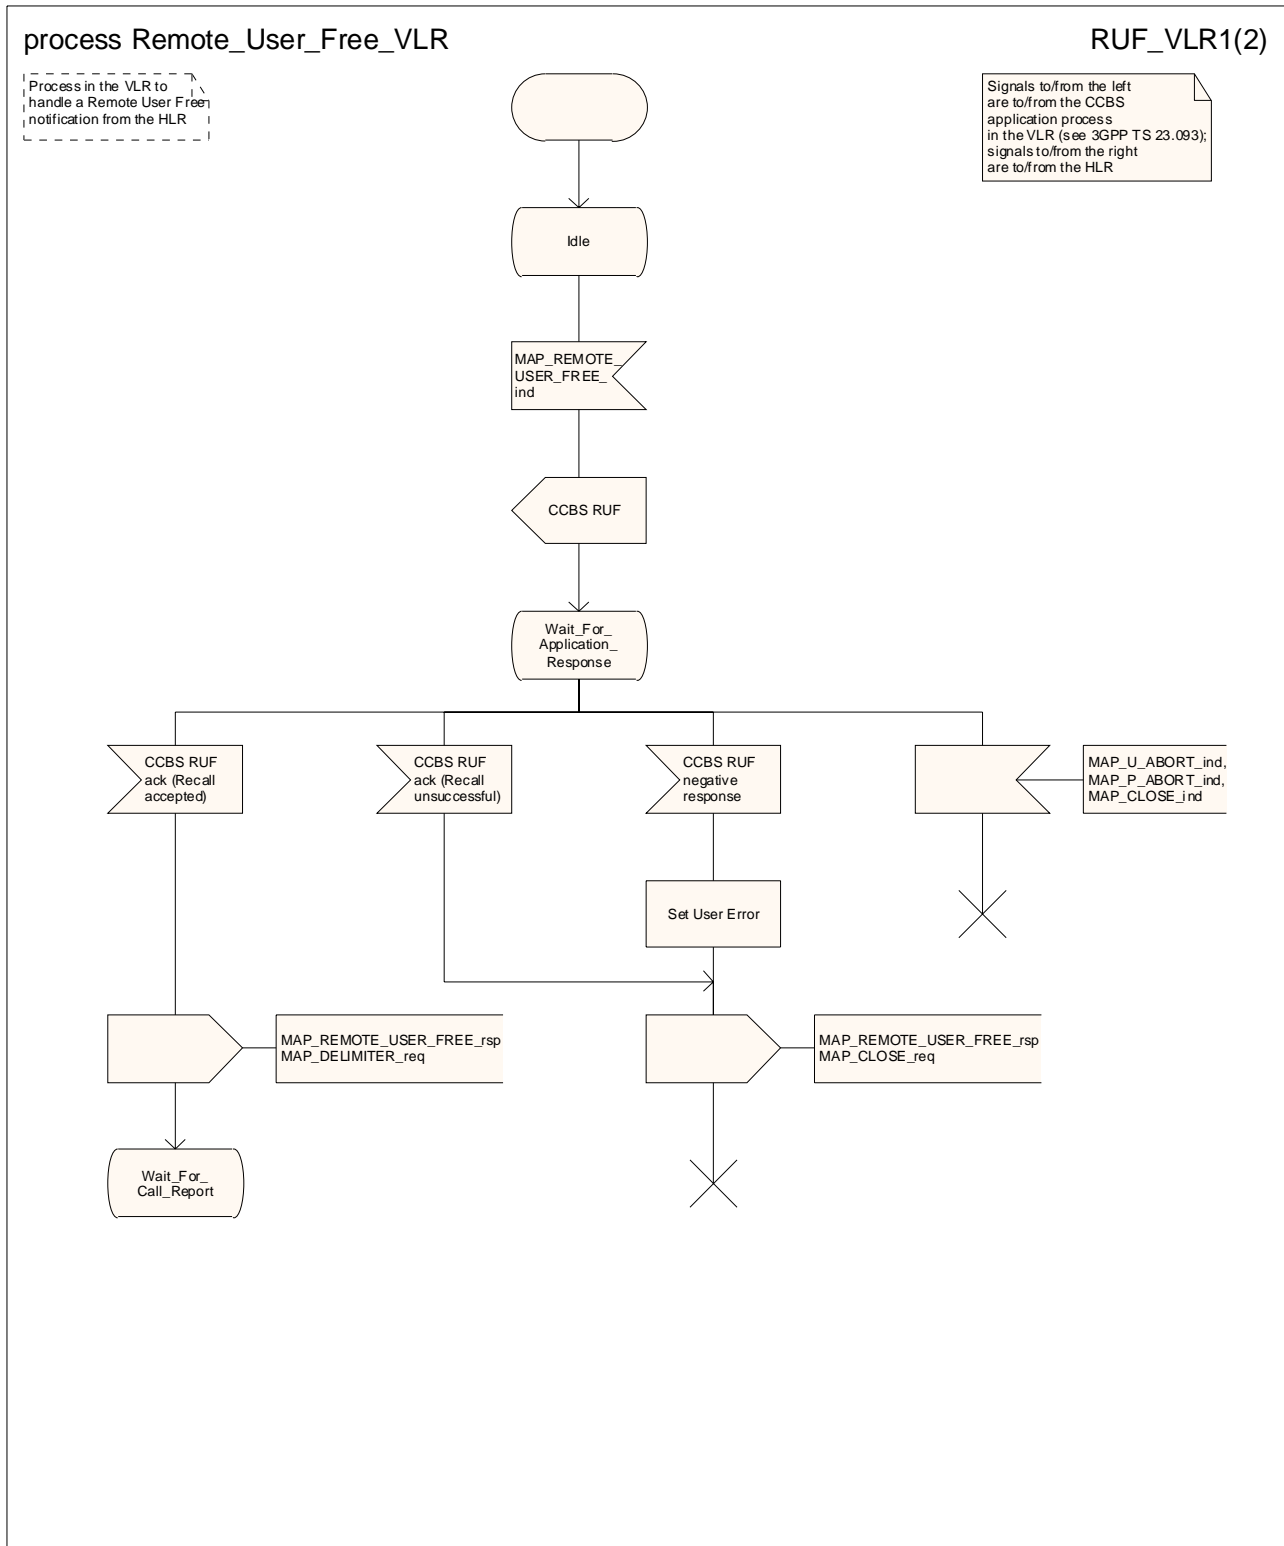 process Remote_User_Free_VLR
RUF_VLR1(2)
Process in the VLR to
handle a Remote User Free
notification from the HLR
Signals to/from the left
are to/from the CCBS
application process
in the VLR (see 3GPP TS 23.093);
signals to/from the right
are to/from the HLR
Idle
MAP_REMOTE_
USER_FREE_
ind
CCBS RUF
Wait_For_
Application_
Response
CCBS RUF
ack (Recall
accepted)
CCBS RUF
ack (Recall
unsuccessful)
CCBS RUF
negative
response
MAP_U_ABORT_ind,
MAP_P_ABORT_ind,
MAP_CLOSE_ind
Set User Error
MAP_REMOTE_USER_FREE_rsp
MAP_DELIMITER_req
MAP_REMOTE_USER_FREE_rsp
MAP_CLOSE_req
Wait_For_
Call_Report